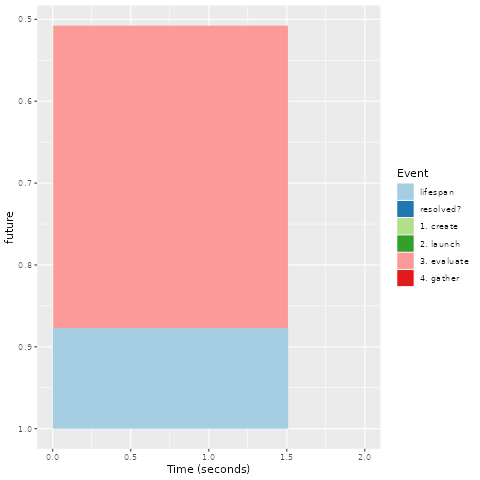 0.5
0.6
0.7
0.8
0.9
1.0
future
0.0 0.5 1.0 1.5 2.0
Time (seconds)
Event
lifespan
resolved?
1. create
2. launch
3. evaluate
4. gather